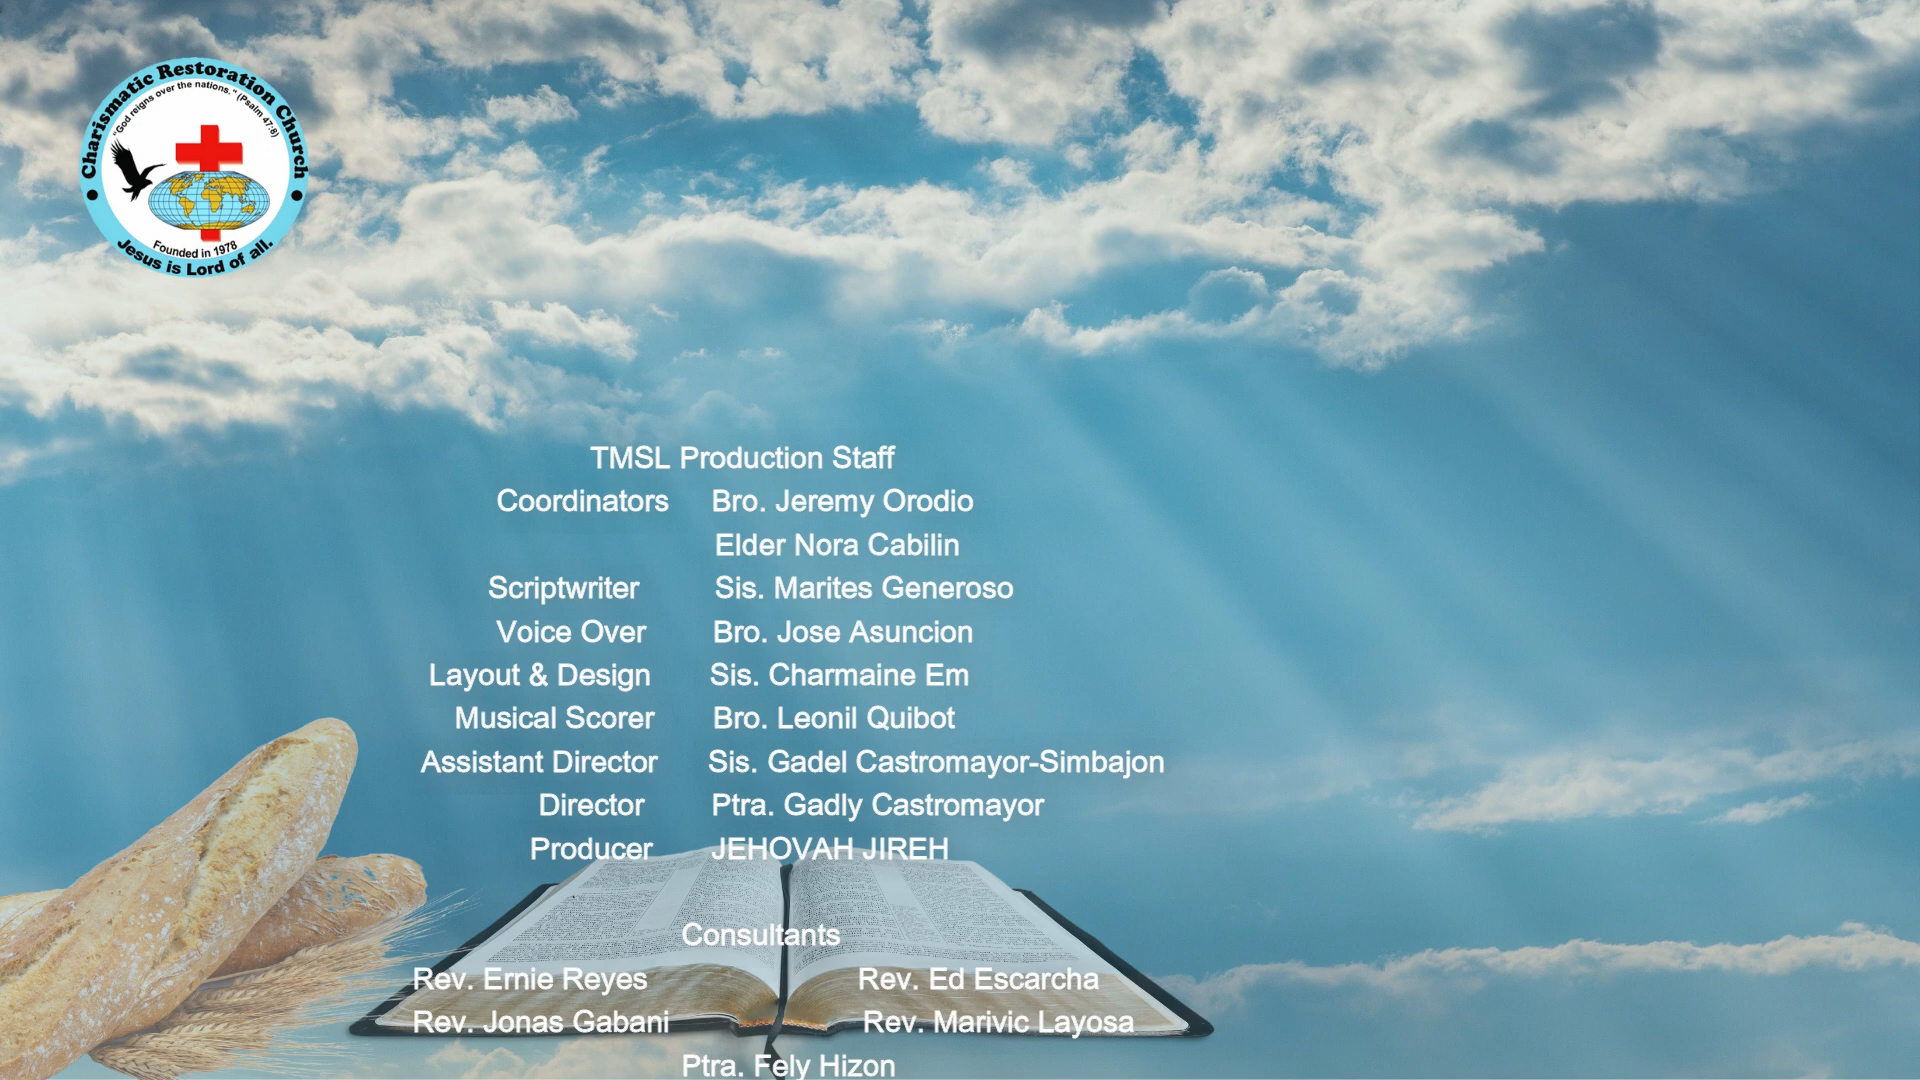 Charismatic Restoration Church
"God reigns over the nations." (Psalm 47:8)
Founded in 1978
Jesus is Lord of all.
TMSL Production Staff
Coordinators Bro. Jeremy Orodio
Elder Nora Cabilin
Scriptwriter Sis. Marites Generoso
Voice Over Bro. Jose Asuncion
Layout & Design Sis. Charmaine Em
Musical Scorer Bro. Leonil Quibot
Assistant Director Sis. Gadel Castromayor-Simbajon
Director Ptra. Gadly Castromayor
Producer JEHOVAH JIREH
Consultants
Rev. Ernie Reyes Rev. Ed Escarcha
Rev. Jonas Gabani Rev. Marivic Layosa
Ptra. Fely Hizon